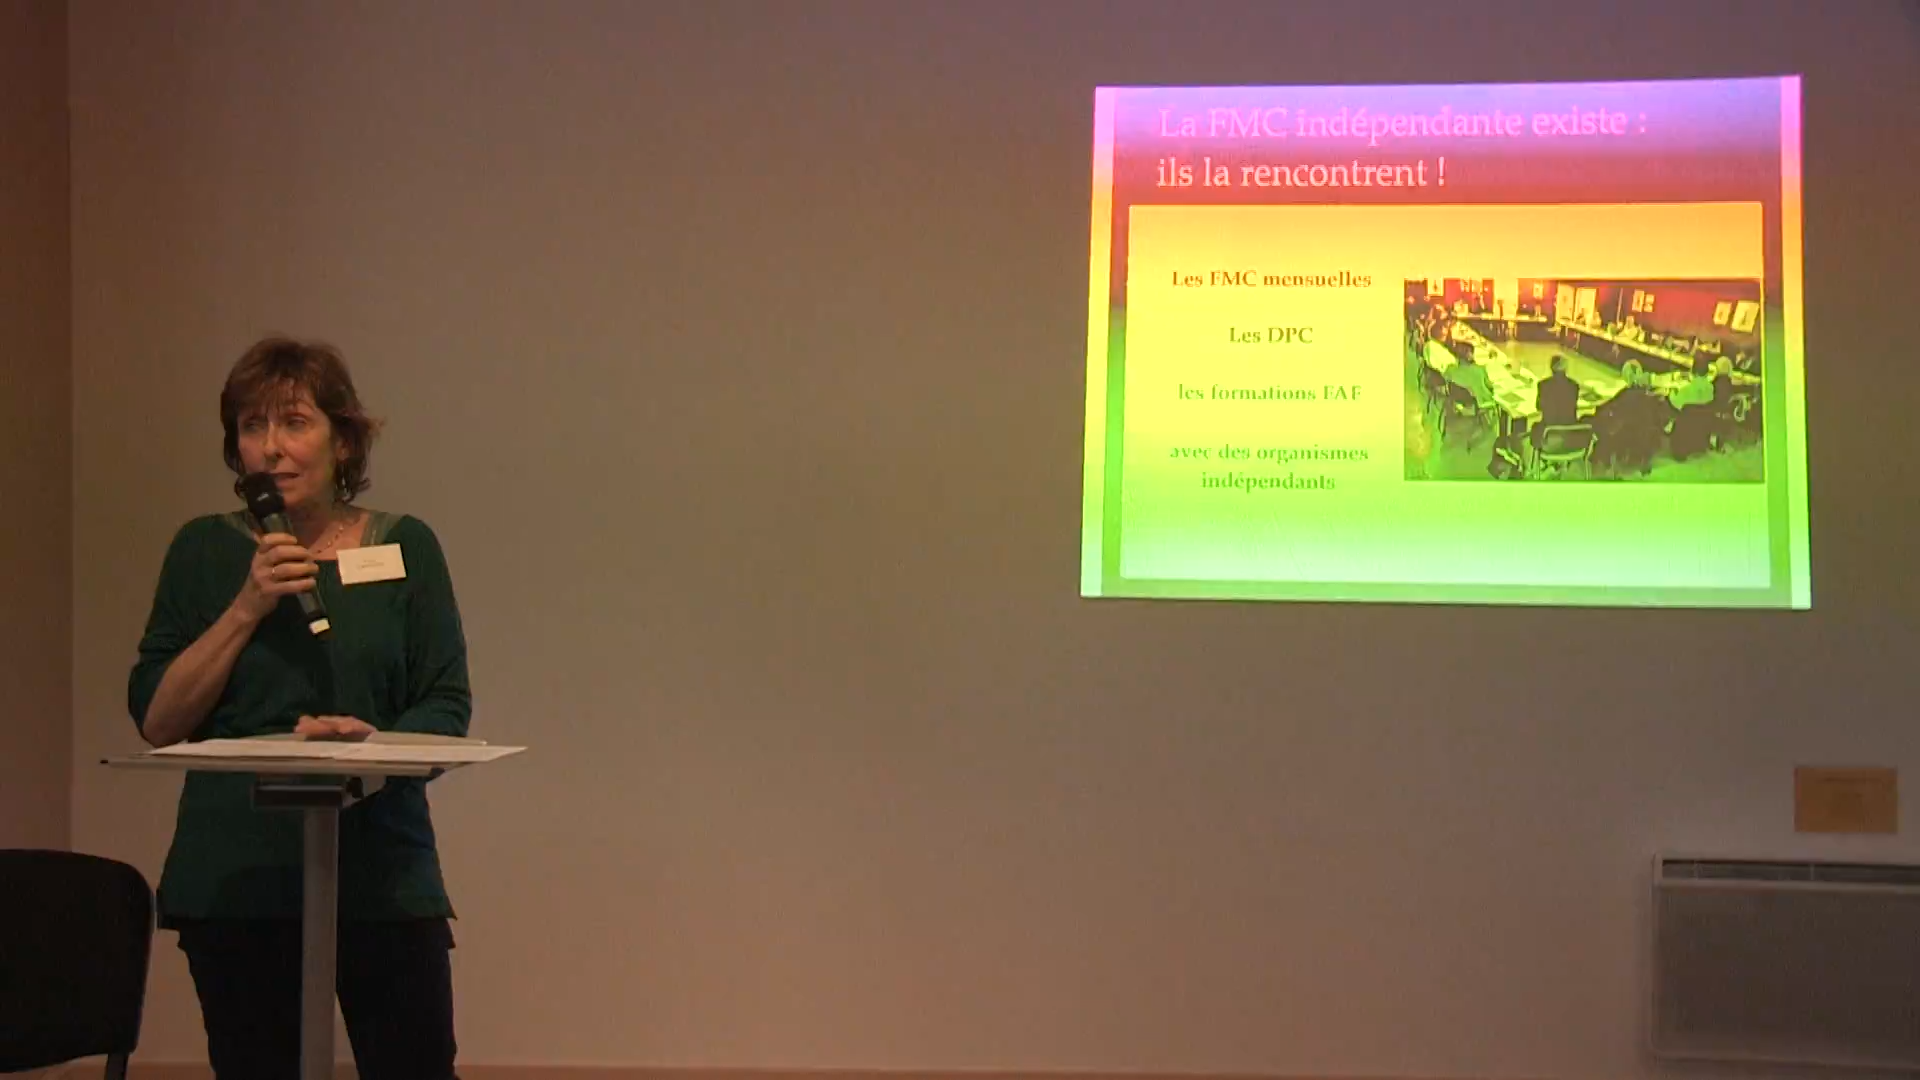 La FMC indépendante existe :
ils la rencontrent !
Les FMC mensuelles
Les DPC
les formations FAF
avec des organismes
indépendants